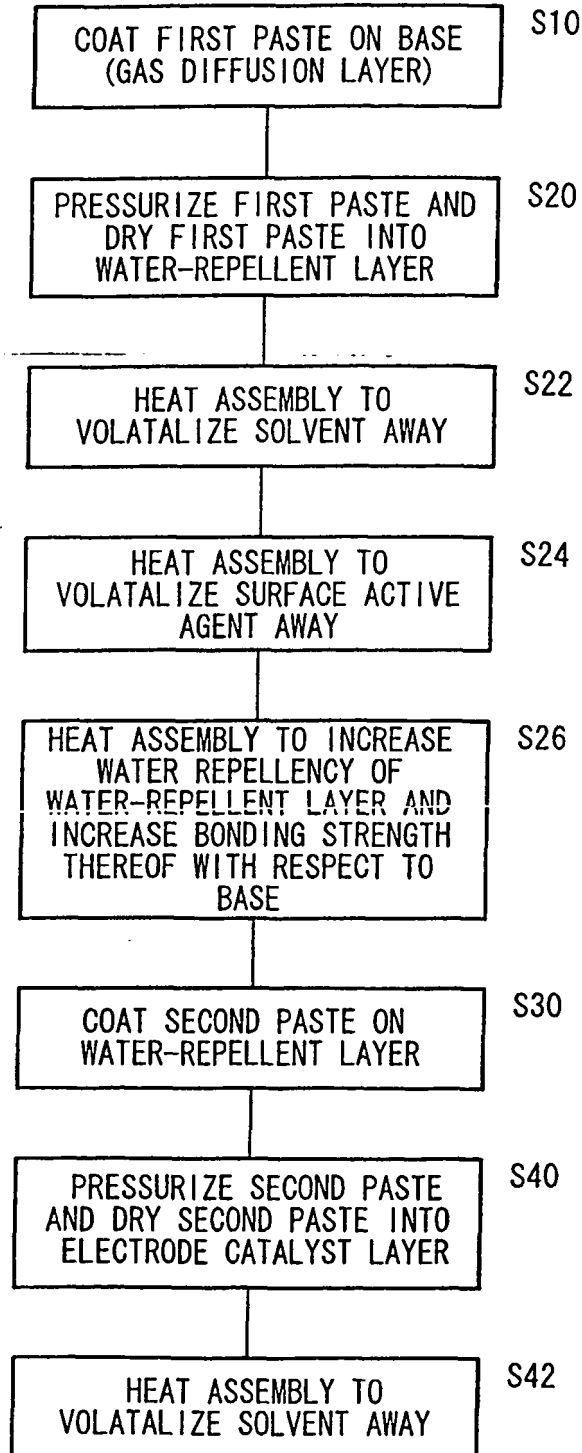 COAT FIRST PASTE ON BASE
(GAS DIFFUSION LAYER)
S10
PRESSURIZE FIRST PASTE AND
DRY FIRST PASTE INTO
WATER-REPELLENT LAYER
S20
HEAT ASSEMBLY TO
VOLATALIZE SOLVENT AWAY
S22
HEAT ASSEMBLY TO
VOLATALIZE SURFACE ACTIVE
AGENT AWAY
S24
HEAT ASSEMBLY TO INCREASE
WATER REPELLENCY OF
WATER-REPELLENT LAYER AND
INCREASE BONDING STRENGTH
THEREOF WITH RESPECT TO
BASE
S26
COAT SECOND PASTE ON
WATER-REPELLENT LAYER
S30
PRESSURIZE SECOND PASTE
AND DRY SECOND PASTE INTO
ELECTRODE CATALYST LAYER
S40
HEAT ASSEMBLY TO
VOLATALIZE SOLVENT AWAY
S42